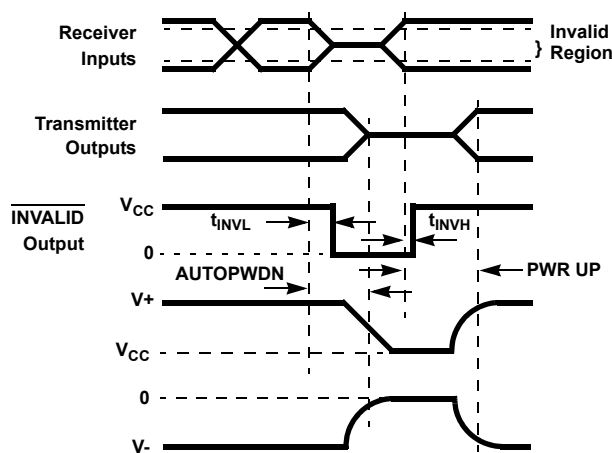 Receiver
Inputs
Invalid
} Region
Transmitter
Outputs
INVALID
Output
VCC
0
tINVL
tINVH
AUTOPWDN
PWR UP
V+
VCC
0
V-